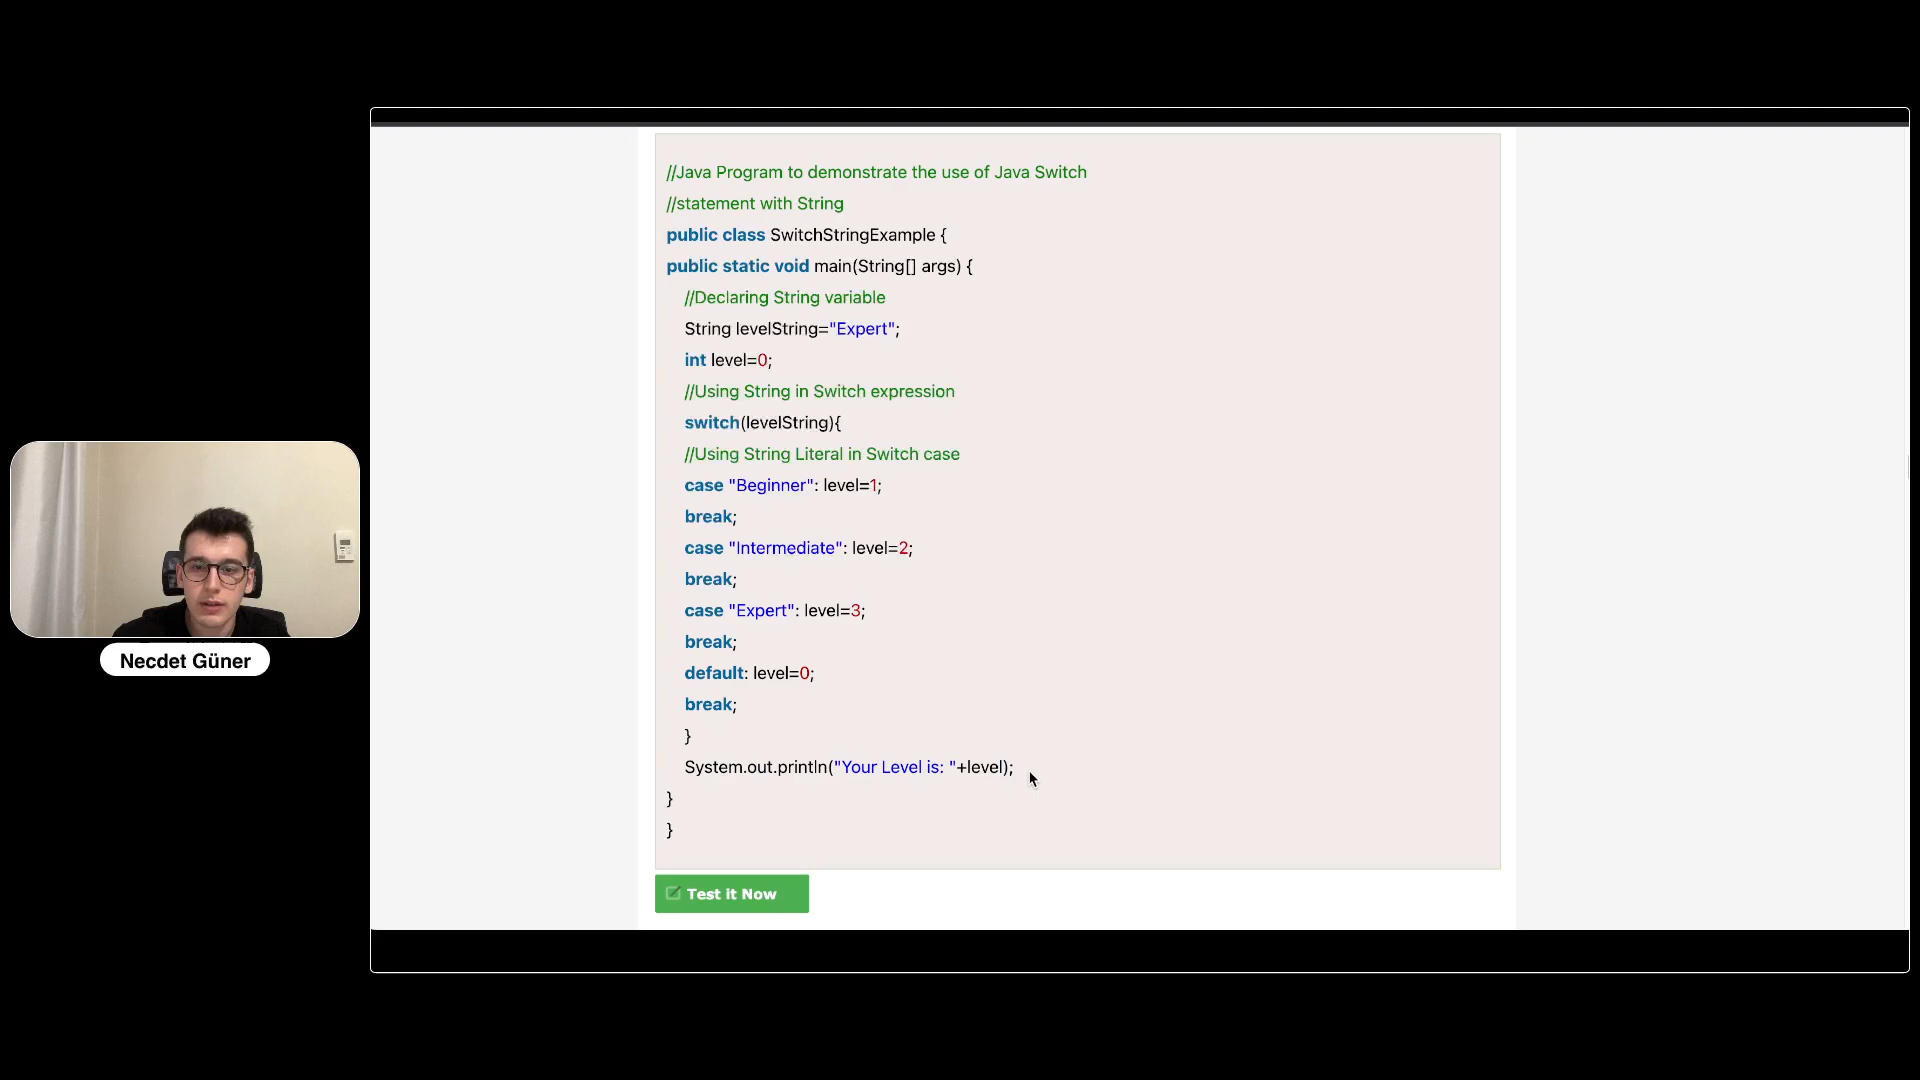 //Java Program to demonstrate the use of Java Switch
//statement with String
public class SwitchStringExample {
public static void main(String[] args) {
//Declaring String variable
String levelString="Expert";
int level=0;
//Using String in Switch expression
switch(levelString){
//Using String Literal in Switch case
case "Beginner": level=1;
break;
case "Intermediate": level=2;
break;
case "Expert": level=3;
break;
default: level=0;
break;
}
System.out.println("Your Level is: "+level);
}
}
Test it Now
Necdet Güner